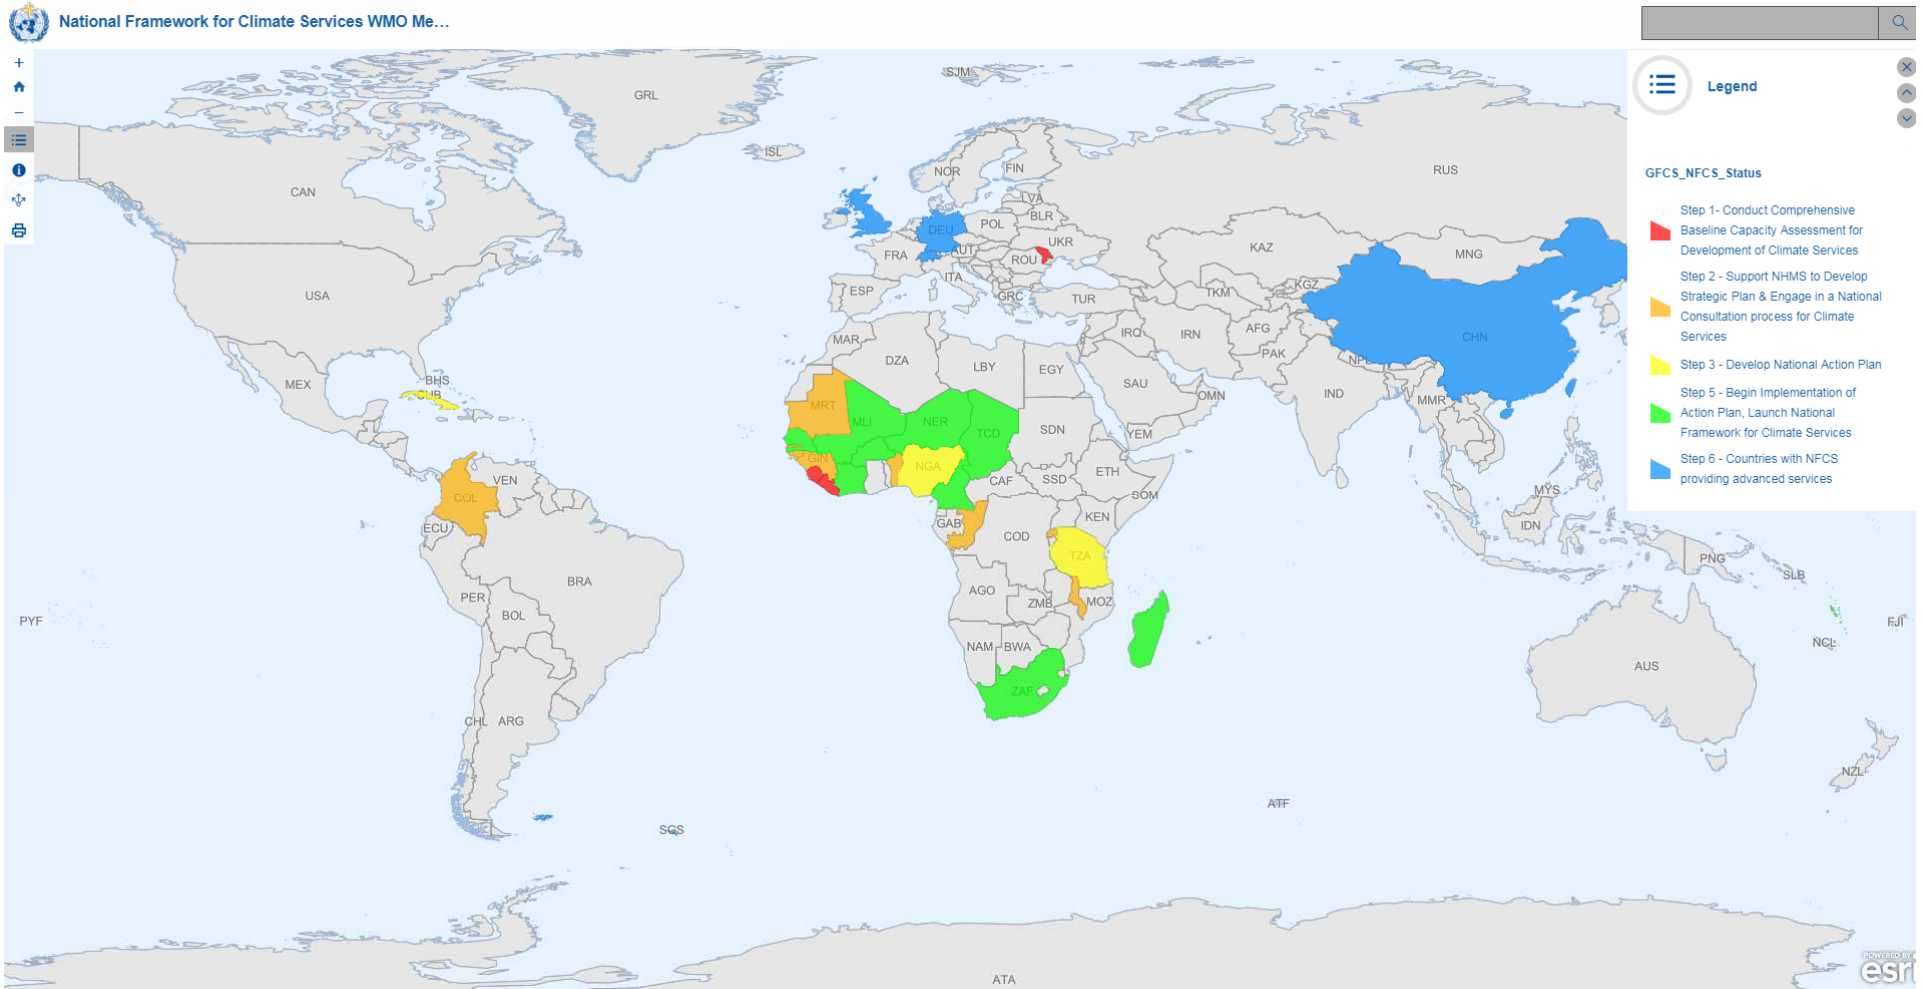 National Framework for Climate Services WMO Me...
Legend
GFCS_NFCS_Status
Step 1- Conduct Comprehensive
Baseline Capacity Assessment for
Development of Climate Services
Step 2 - Support NHMS to Develop
Strategic Plan & Engage in a National
Consultation process for Climate
Services
Step 3 - Develop National Action Plan
Step 5 - Begin Implementation of
Action Plan, Launch National
Framework for Climate Services
Step 6 - Countries with NFCS
providing advanced services
SJM
GRL
ISL
NOR
FIN
RUS
CAN
LVA
BLR
POL
DEU
UKR
AUT
FRA
ROU
KAZ
MNG
ITA
ESP
GRC
TUR
TKM
KGZ
USA
CHN
MAR
IRQ
IRN
AFG
PAK
DZA
LBY
EGY
NPL
SAU
IND
OMN
MMR
MEX
BHS
CUB
MRT
MLI
NER
TCD
SDN
YEM
GIN
NGA
ETH
CAF
SSD
SOM
VEN
COL
MYS
ECU
GAB
COD
KEN
IDN
TZA
PNG
SLB
BRA
AGO
PER
ZMB
MOZ
BOL
PYF
FJI
NCL
NAM
BWA
AUS
ZAF
CHL
ARG
NZL
ATF
SGS
ATA
POWERED BY
esri